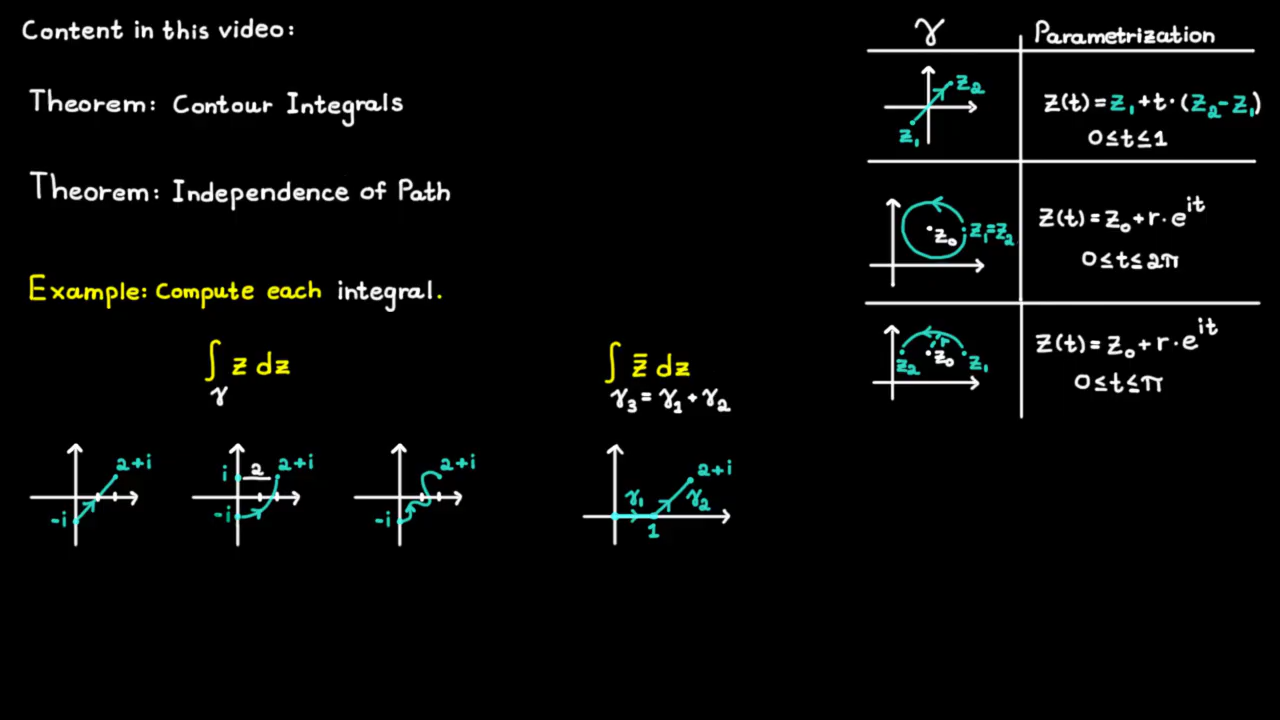 Content in this video:
Theorem: Contour Integrals
Theorem: Independence of Path
Example: Compute each integral.
∫ z dz
γ
-i 2+i
i 2 2+i
-i
-i 2+i
∫ z̄ dz
γ₃ = γ₁ + γ₂
γ₁ γ₂ 2+i
1
γ Parametrization
z₁ z₂
z(t) = z₁ + t · (z₂ - z₁)
0 ≤ t ≤ 1
z₀ z₁=z₂
z(t) = z₀ + r · e^it
0 ≤ t ≤ 2π
z₂ r z₀ z₁
z(t) = z₀ + r · e^it
0 ≤ t ≤ π